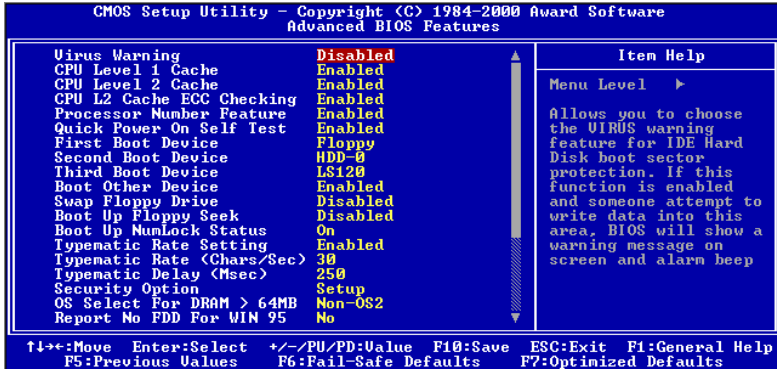 CMOS Setup Utility - Copyright (C) 1984-2000 Award Software
Advanced BIOS Features
Virus Warning Disabled
CPU Level 1 Cache Enabled
CPU Level 2 Cache Enabled
CPU L2 Cache ECC Checking Enabled
Processor Number Feature Enabled
Quick Power On Self Test Enabled
First Boot Device Floppy
Second Boot Device HDD-0
Third Boot Device LS120
Boot Other Device Enabled
Swap Floppy Drive Disabled
Boot Up Floppy Seek Disabled
Boot Up NumLock Status On
Typematic Rate Setting Enabled
Typematic Rate (Chars/Sec) 30
Typematic Delay (Msec) 250
Security Option Setup
OS Select For DRAM > 64MB Non-OS2
Report No FDD For WIN 95 No
Item Help
Menu Level ►
Allows you to choose
the VIRUS warning
feature for IDE Hard
Disk boot sector
protection. If this
function is enabled
and someone attempt to
write data into this
area, BIOS will show a
warning message on
screen and alarm beep
↑↓→←:Move Enter:Select +/-/PU/PD:Value F10:Save ESC:Exit F1:General Help
F5:Previous Values F6:Fail-Safe Defaults F7:Optimized Defaults